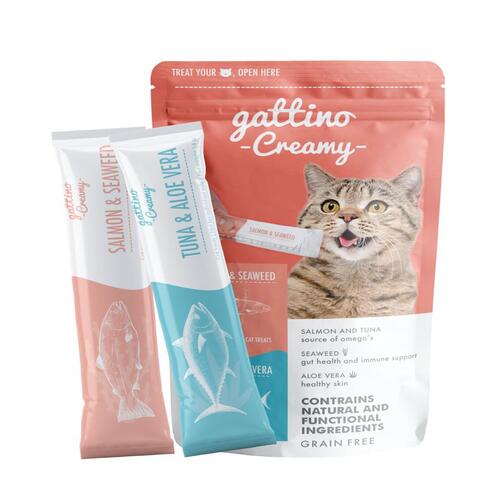 TREAT YOUR , OPEN HERE
gattino
-Creamy-
SALMON & SEAWEED
& SEAWEED
CAT TREATS
VERA
SALMON AND TUNA
source of omega's
SEAWEED
gut health and immune support
ALOE VERA
healthy skin
CONTRAINS
NATURAL AND
FUNCTIONAL
INGREDIENTS
GRAIN FREE
gattino
-Creamy-
SALMON & SEAWEED
gattino
-Creamy-
TUNA & ALOE VERA